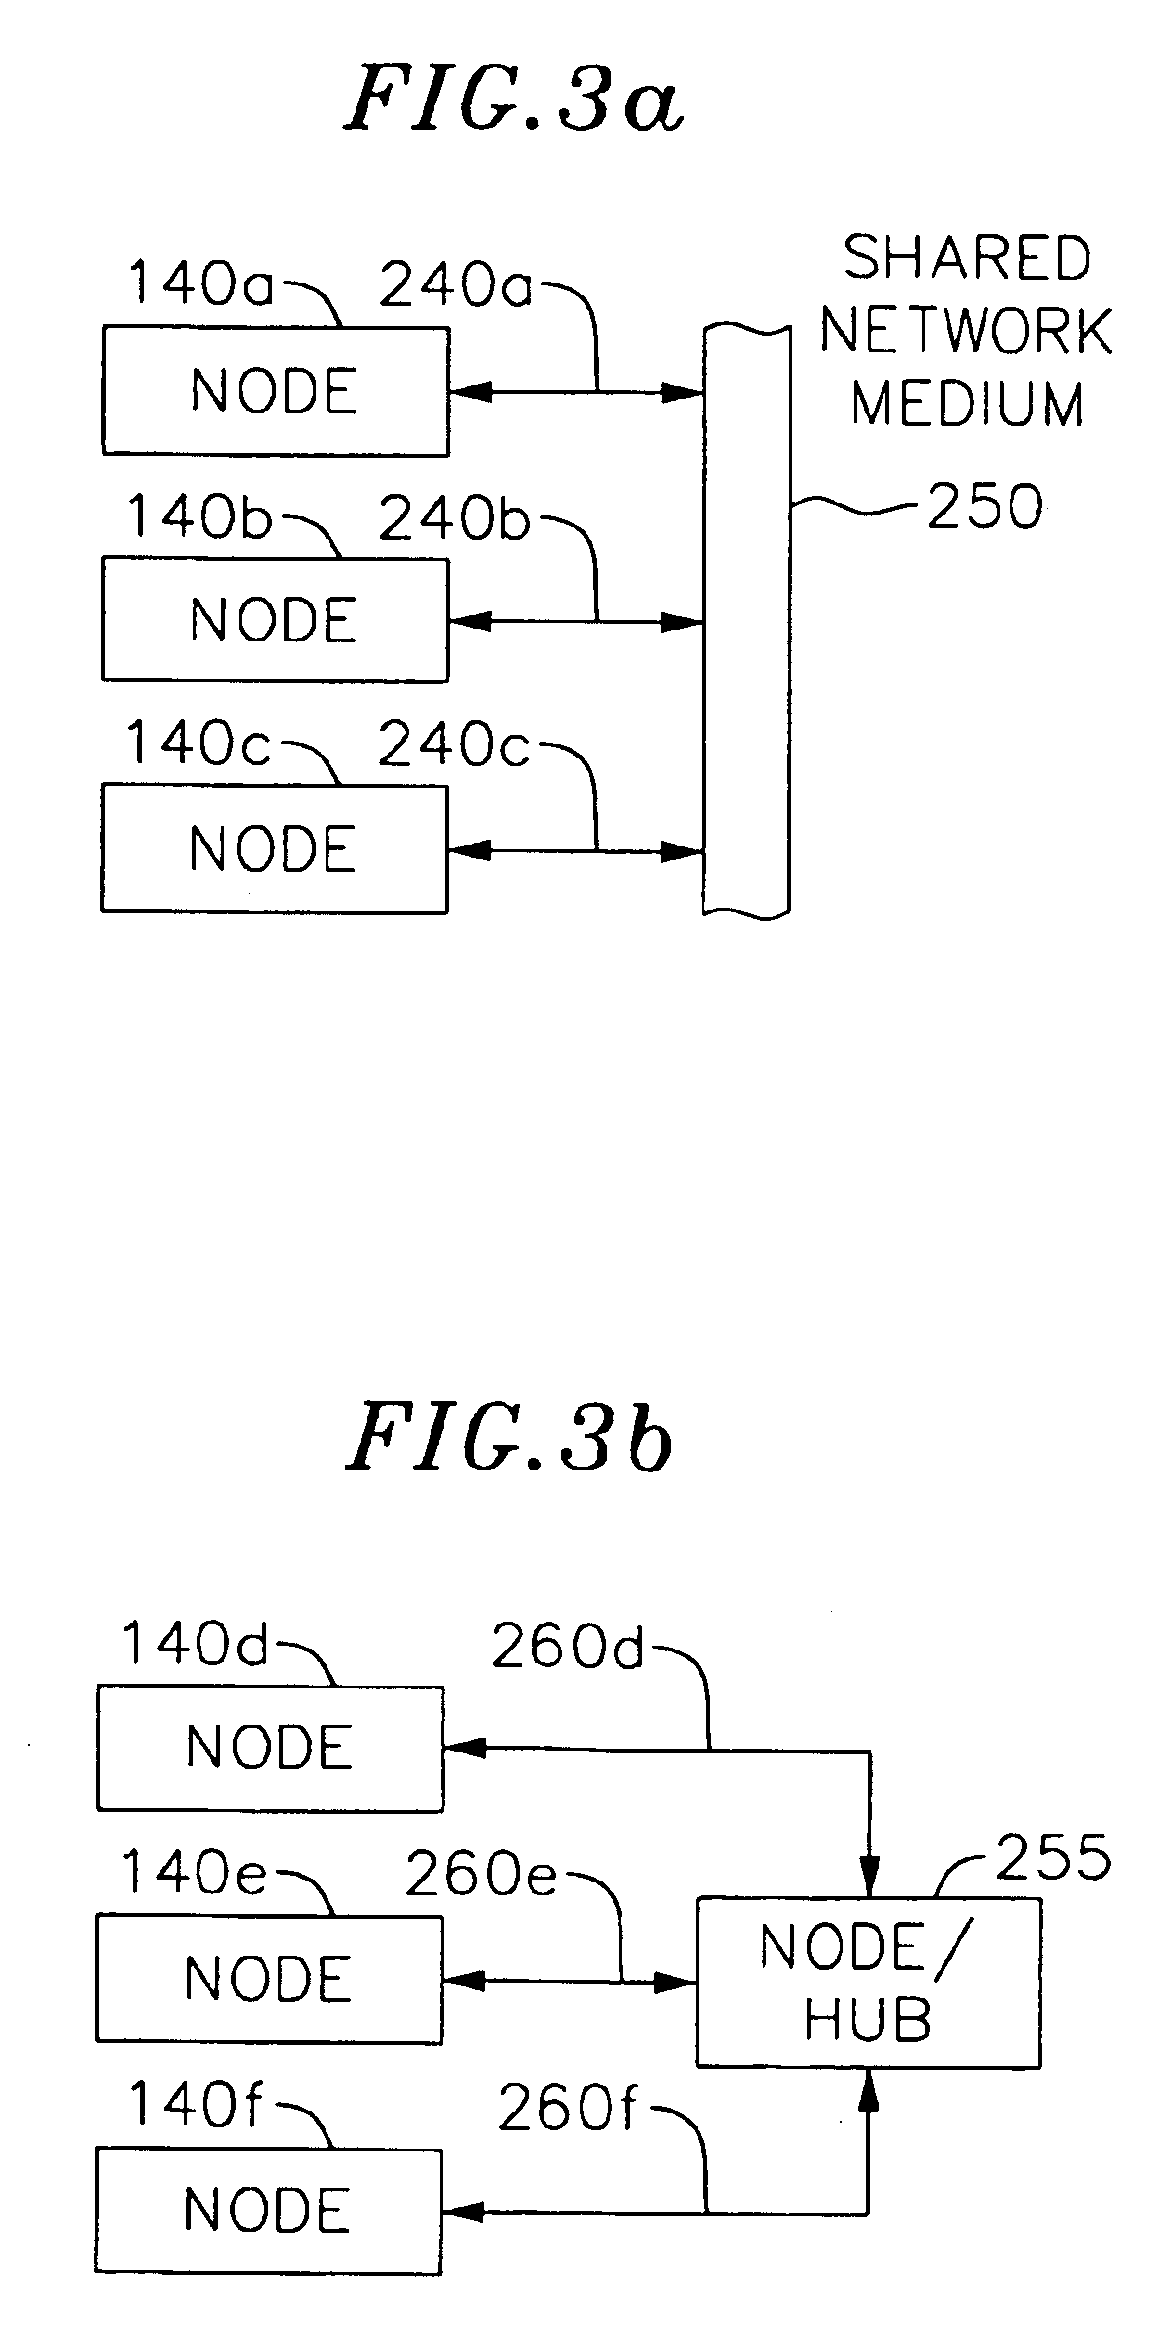 FIG.3a
SHARED
NETWORK
MEDIUM
140a
240a
NODE
250
140b
240b
NODE
140c
240c
NODE
FIG.3b
140d
260d
NODE
255
140e
260e
NODE
NODE/
HUB
140f
260f
NODE